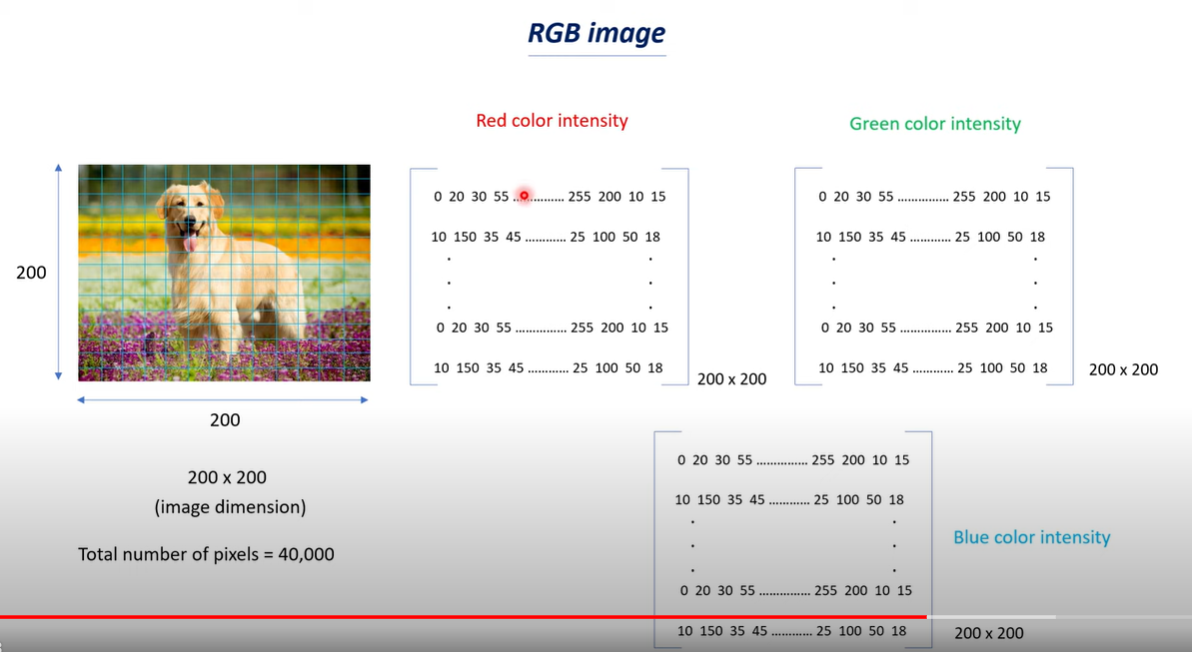 RGB image
Red color intensity
Green color intensity
200
0 20 30 55 .............. 255 200 10 15
10 150 35 45 ............ 25 100 50 18
.
.
.
.
.
.
0 20 30 55 ............... 255 200 10 15
10 150 35 45 ............ 25 100 50 18
200 x 200
0 20 30 55 ............... 255 200 10 15
10 150 35 45 ............ 25 100 50 18
.
.
.
.
.
.
0 20 30 55 ............... 255 200 10 15
10 150 35 45 ............ 25 100 50 18
200 x 200
200
200 x 200
(image dimension)
Total number of pixels = 40,000
0 20 30 55 ............... 255 200 10 15
10 150 35 45 ............ 25 100 50 18
.
.
.
.
.
.
0 20 30 55 ............... 255 200 10 15
10 150 35 45 ............ 25 100 50 18
Blue color intensity
200 x 200